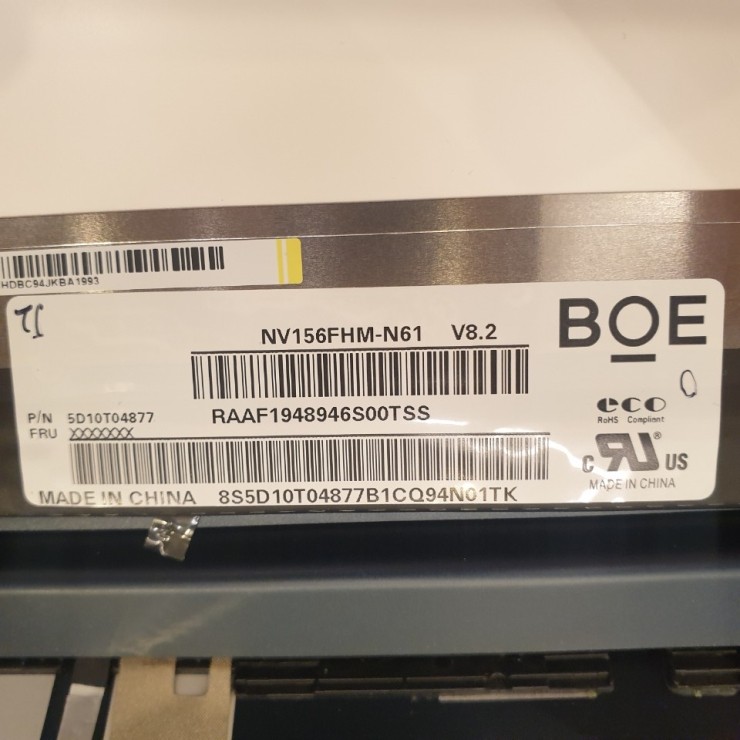 HDBC94JKBA1993
NV156FHM-N61 V8.2
BOE
RAAF1948946S00TSS
P/N 5D10T04877
FRU XXXXXXX
eco
RoHS Compliant
c RU ® US
MADE IN CHINA
MADE IN CHINA 8S5D10T04877B1CQ94N01TK